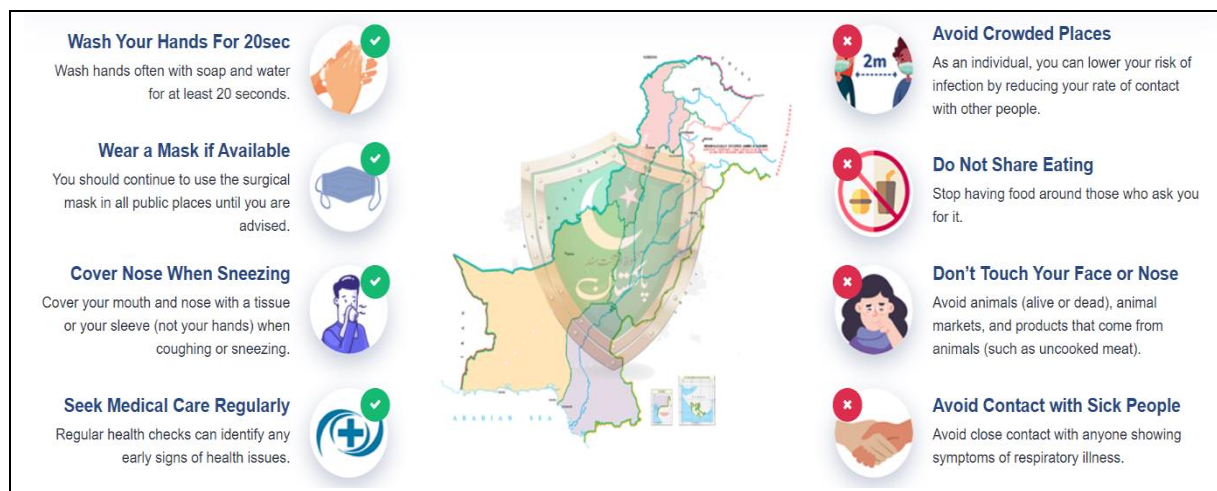 Wash Your Hands For 20sec
Wash hands often with soap and water
for at least 20 seconds.
Wear a Mask if Available
You should continue to use the surgical
mask in all public places until you are
advised.
Cover Nose When Sneezing
Cover your mouth and nose with a tissue
or your sleeve (not your hands) when
coughing or sneezing.
Seek Medical Care Regularly
Regular health checks can identify any
early signs of health issues.
ARABIAN SEA
2m
Avoid Crowded Places
As an individual, you can lower your risk of
infection by reducing your rate of contact
with other people.
Do Not Share Eating
Stop having food around those who ask you
for it.
Don’t Touch Your Face or Nose
Avoid animals (alive or dead), animal
markets, and products that come from
animals (such as uncooked meat).
Avoid Contact with Sick People
Avoid close contact with anyone showing
symptoms of respiratory illness.